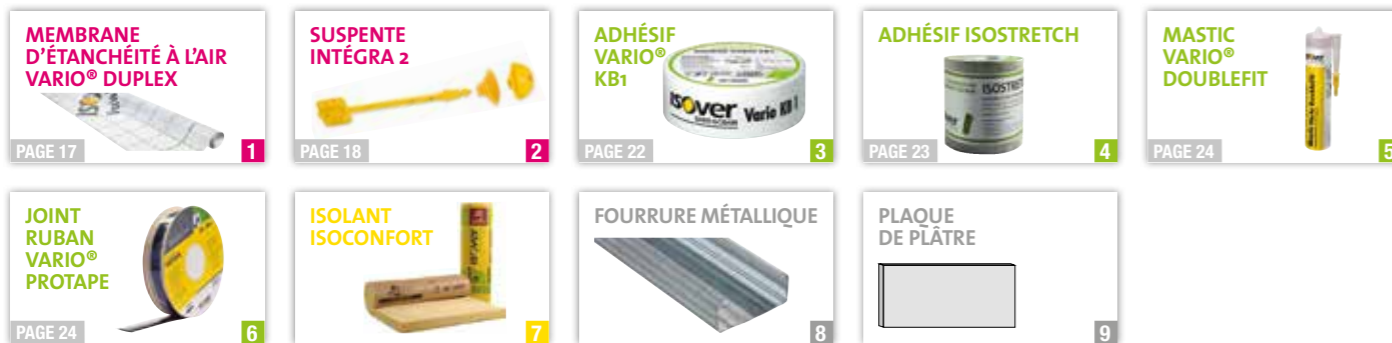 MEMBRANE
D'ÉTANCHÉITÉ À L'AIR
VARIO® DUPLEX
PAGE 17
1
SUSPENTE
INTÉGRA 2
PAGE 18
2
ADHÉSIF
VARIO®
KB1
isover
Vario KB 1
PAGE 22
3
ADHÉSIF ISOSTRETCH
ISOSTRETCH
PAGE 23
4
MASTIC
VARIO®
DOUBLEFIT
isover
PAGE 24
5
JOINT
RUBAN
VARIO®
PROTAPE
PAGE 24
6
ISOLANT
ISOCONFORT
7
FOURRURE MÉTALLIQUE
8
PLAQUE
DE PLÂTRE
9